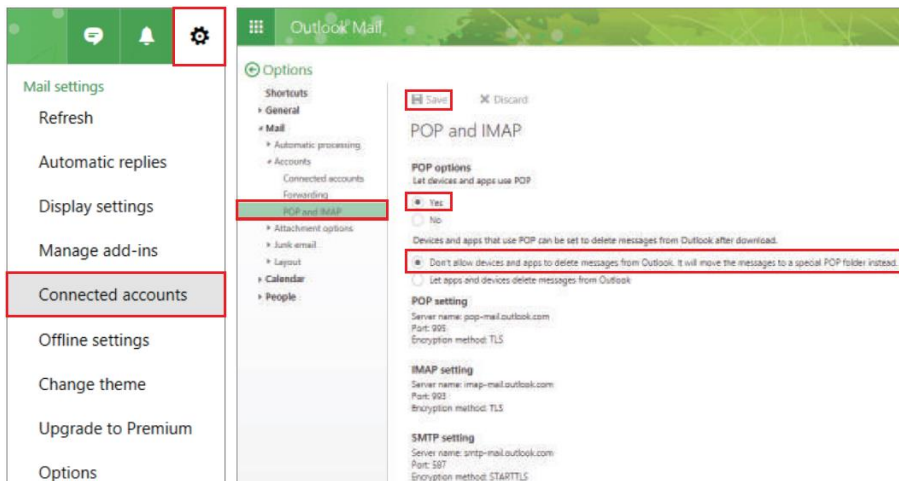 Mail settings
Refresh
Automatic replies
Display settings
Manage add-ins
Connected accounts
Offline settings
Change theme
Upgrade to Premium
Options
Outlook Mail
Options
Shortcuts
General
Mail
Automatic processing
Accounts
Connected accounts
Forwarding
POP and IMAP
Attachment options
Junk email
Layout
Calendar
People
Save Discard
POP and IMAP
POP options
Let devices and apps use POP
Yes
No
Devices and apps that use POP can be set to delete messages from Outlook after download.
Don't allow devices and apps to delete messages from Outlook. It will move the messages to a special POP folder instead.
Let apps and devices delete messages from Outlook
POP setting
Server name: pop-mail.outlook.com
Port: 995
Encryption method: TLS
IMAP setting
Server name: imap-mail.outlook.com
Port: 993
Encryption method: TLS
SMTP setting
Server name: smtp-mail.outlook.com
Port: 587
Encryption method: STARTTLS